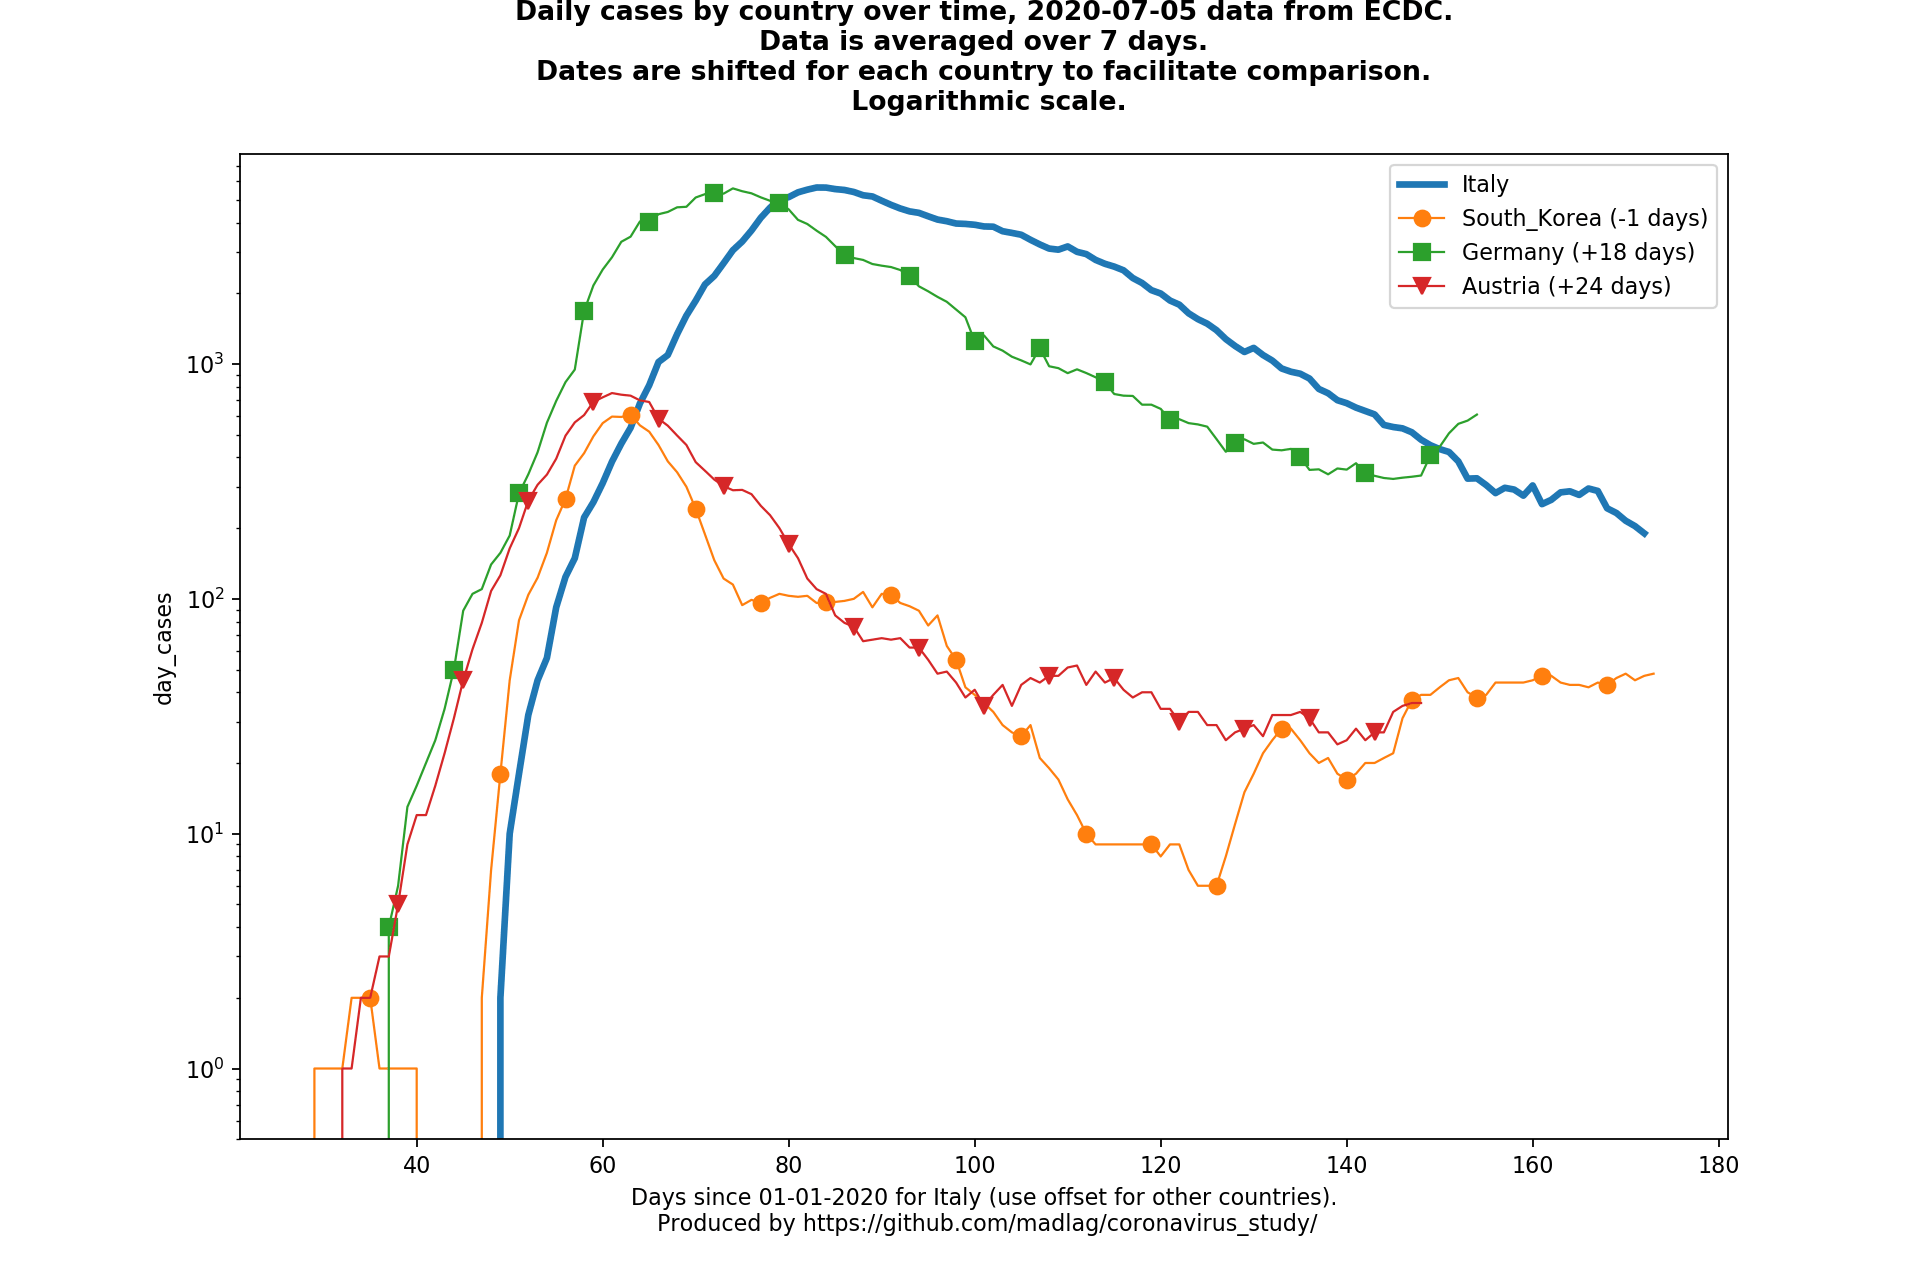 Daily cases by country over time, 2020-07-05 data from ECDC.
Data is averaged over 7 days.
Dates are shifted for each country to facilitate comparison.
Logarithmic scale.
Italy
South_Korea (-1 days)
Germany (+18 days)
Austria (+24 days)
day_cases
10³
10²
10¹
10⁰
40 60 80 100 120 140 160 180
Days since 01-01-2020 for Italy (use offset for other countries).
Produced by https://github.com/madlag/coronavirus_study/